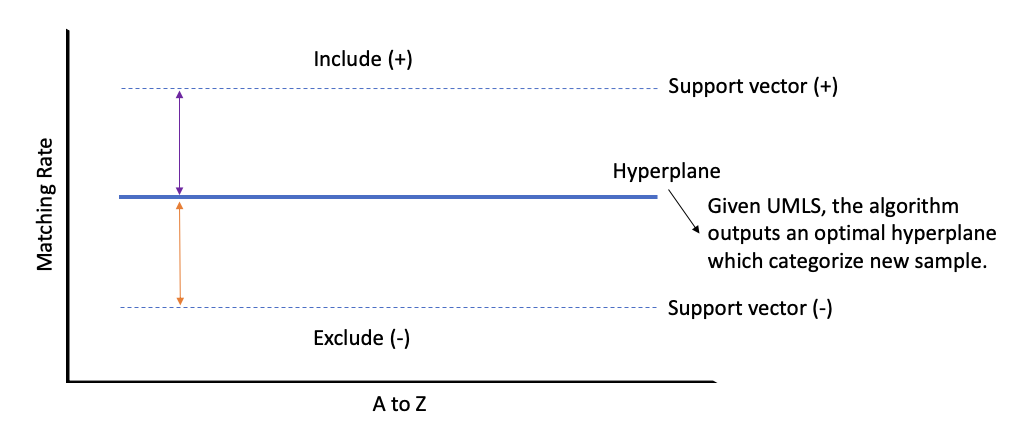 Include (+)
Support vector (+)
Hyperplane
Given UMLS, the algorithm
outputs an optimal hyperplane
which categorize new sample.
Matching Rate
Support vector (-)
Exclude (-)
A to Z